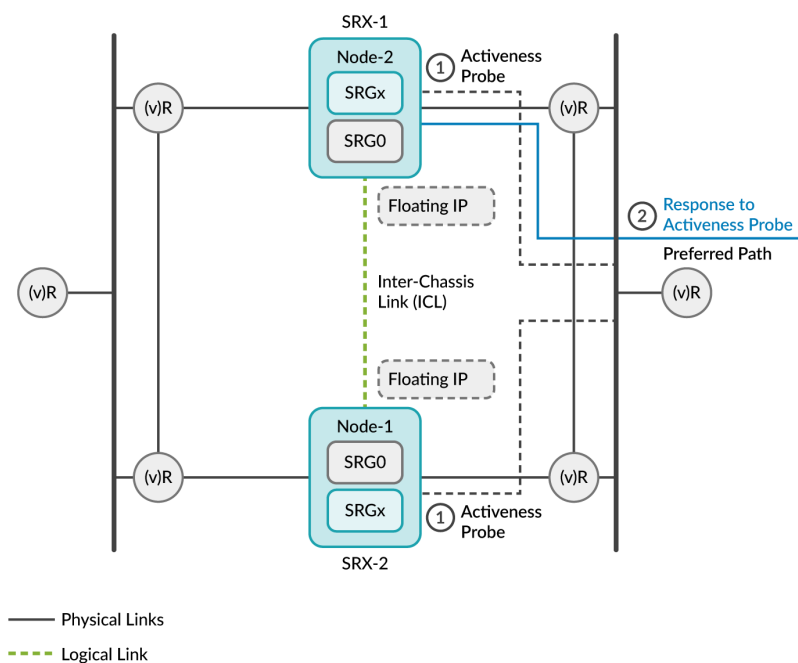 SRX-1
Node-2
SRGx
SRG0
1
Activeness
Probe
(v)R
(v)R
Floating IP
2
Response to
Activeness Probe
Preferred Path
(v)R
Inter-Chassis
Link (ICL)
(v)R
Floating IP
Node-1
SRG0
SRGx
(v)R
(v)R
1
Activeness
Probe
SRX-2
Physical Links
Logical Link